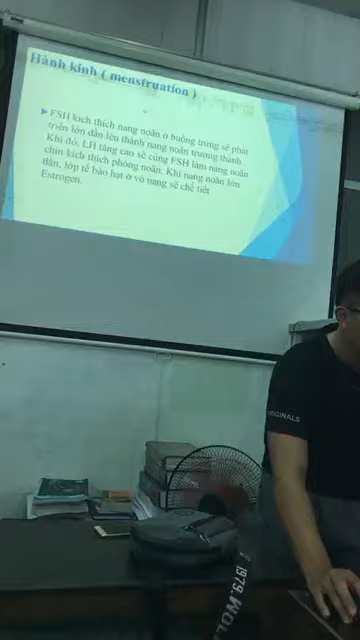 Hành kinh ( menstruation )
➤ FSH kích thích nang noãn ở buồng trứng sẽ phát
triển lớn dần lên thành nang noãn trưởng thành.
Khi đó, LH tăng cao sẽ cùng FSH làm nang noãn
chín kích thích phóng noãn. Khi nang noãn lớn
dần, lớp tế bào hạt ở vỏ nang sẽ chế tiết
Estrogen.
ORIGINALS
1979. MOL